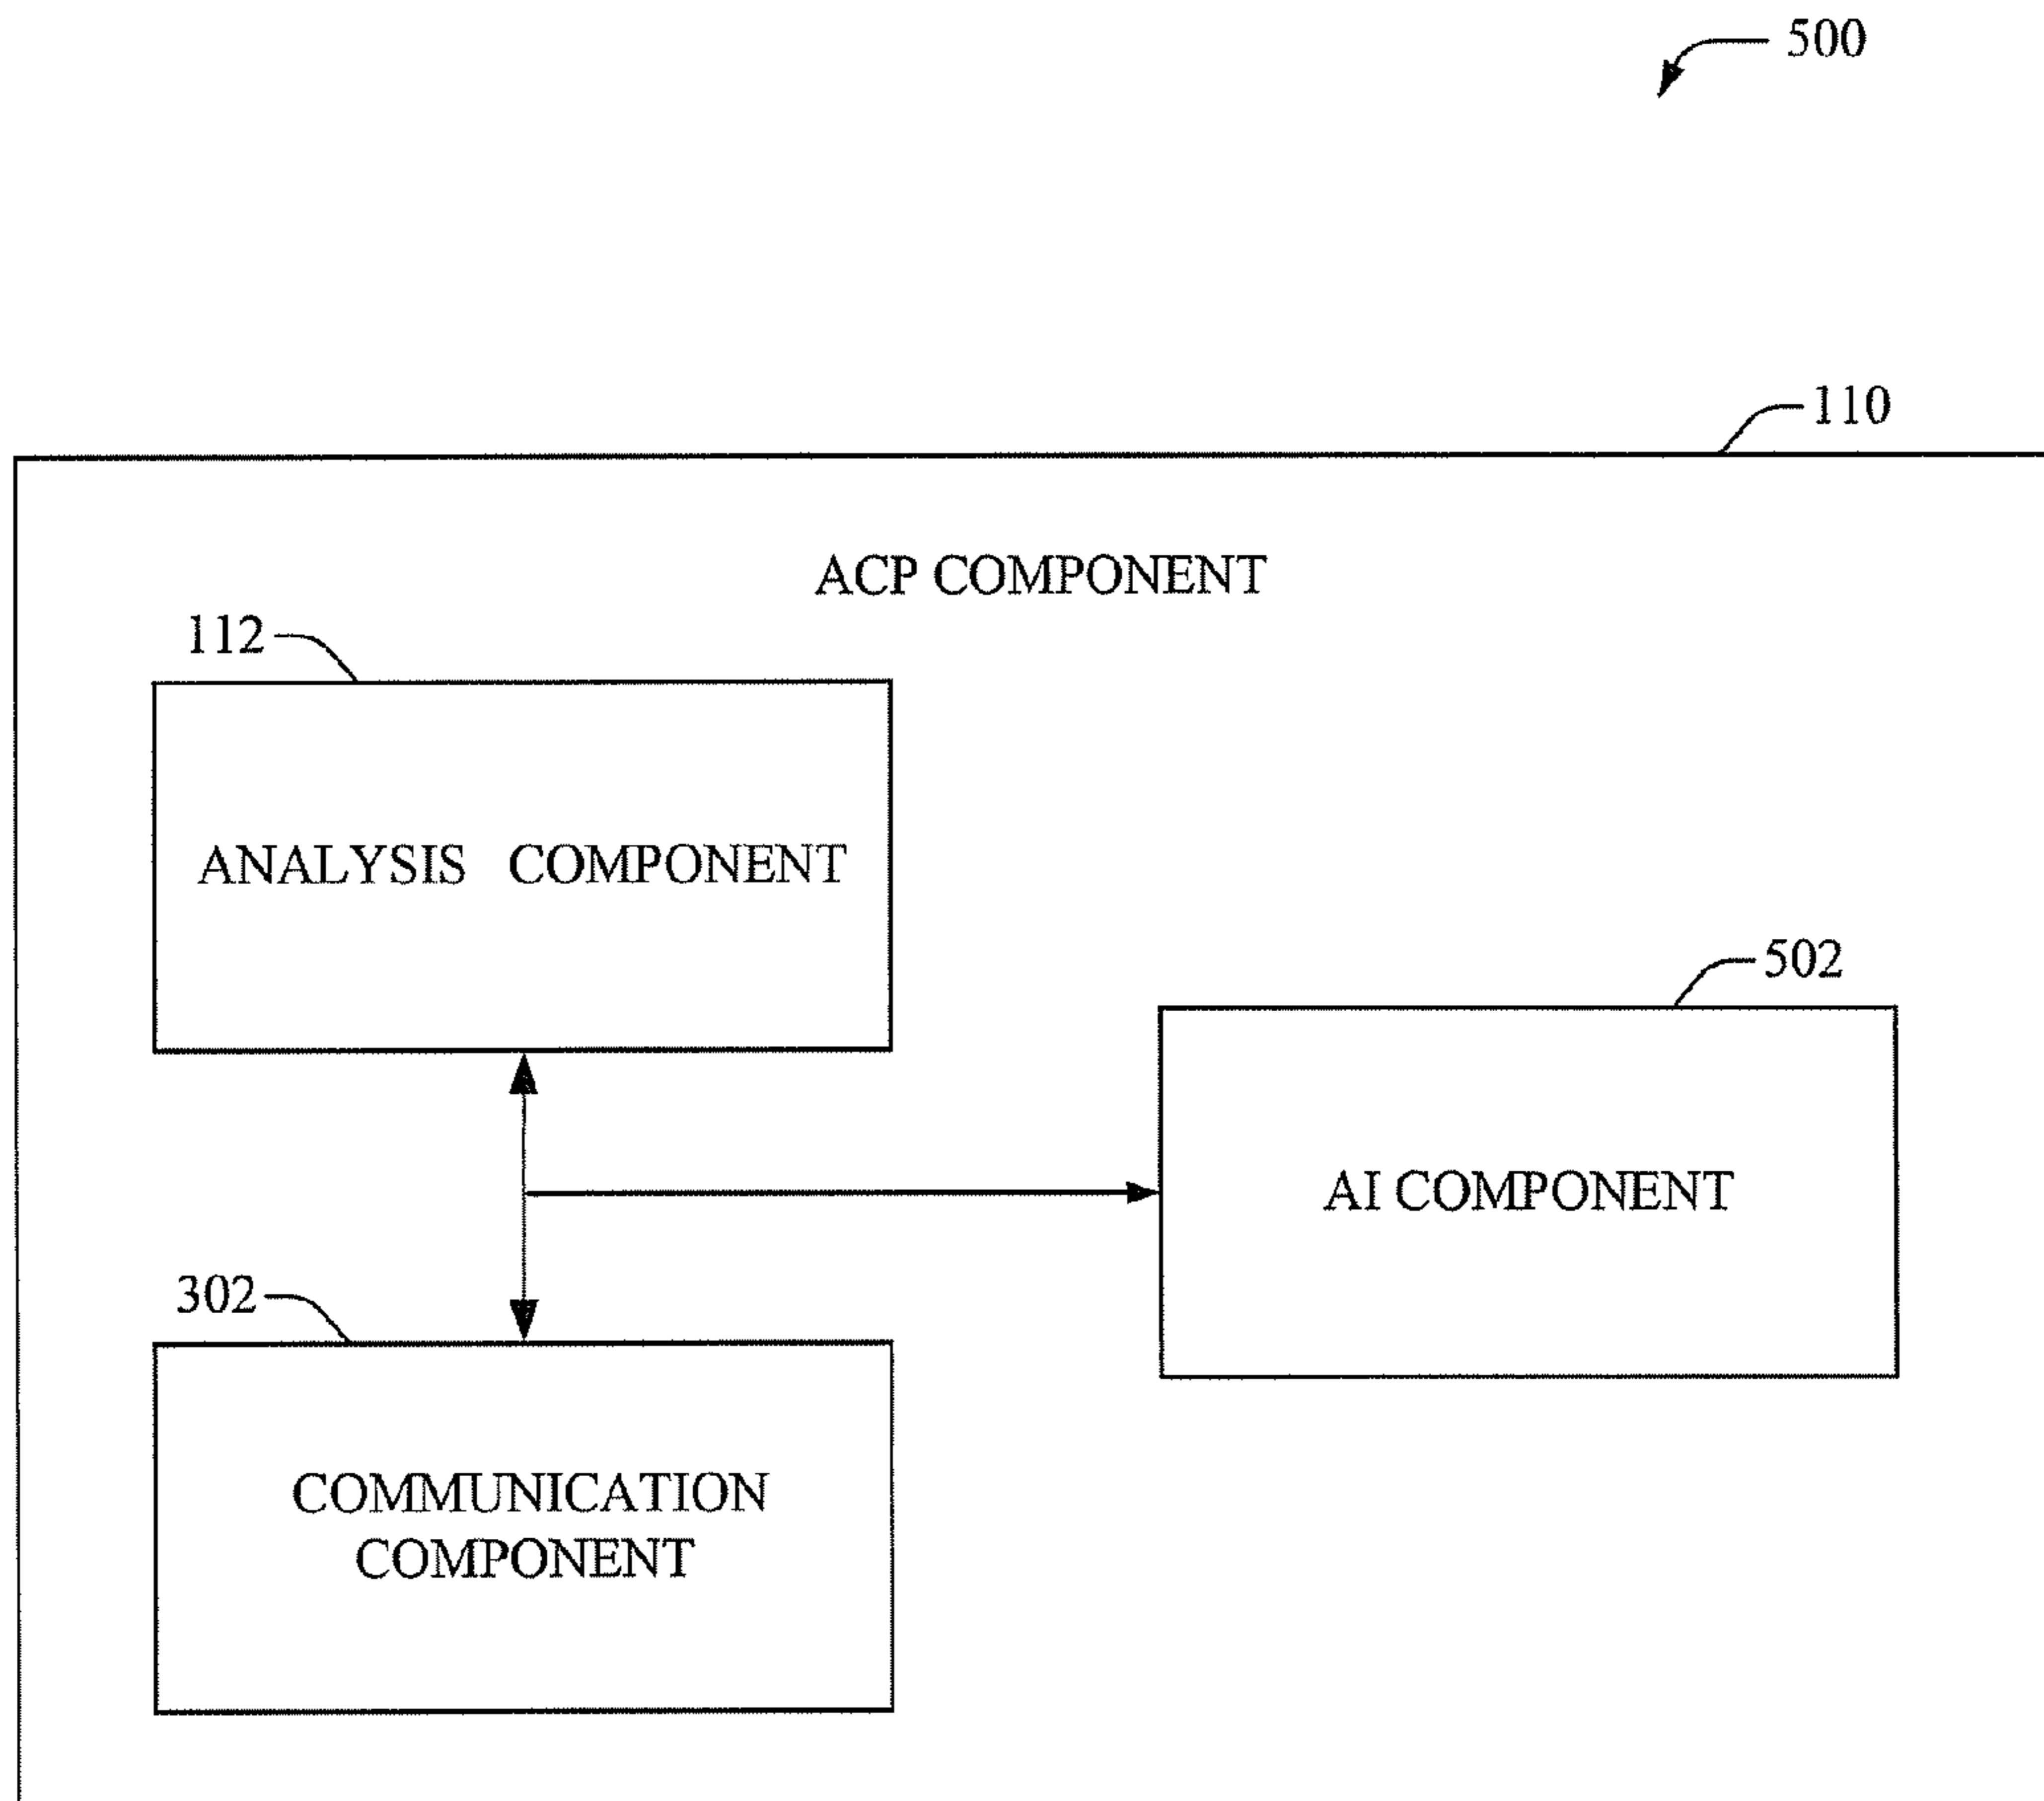 500
110
ACP COMPONENT
112
ANALYSIS COMPONENT
502
AI COMPONENT
302
COMMUNICATION
COMPONENT